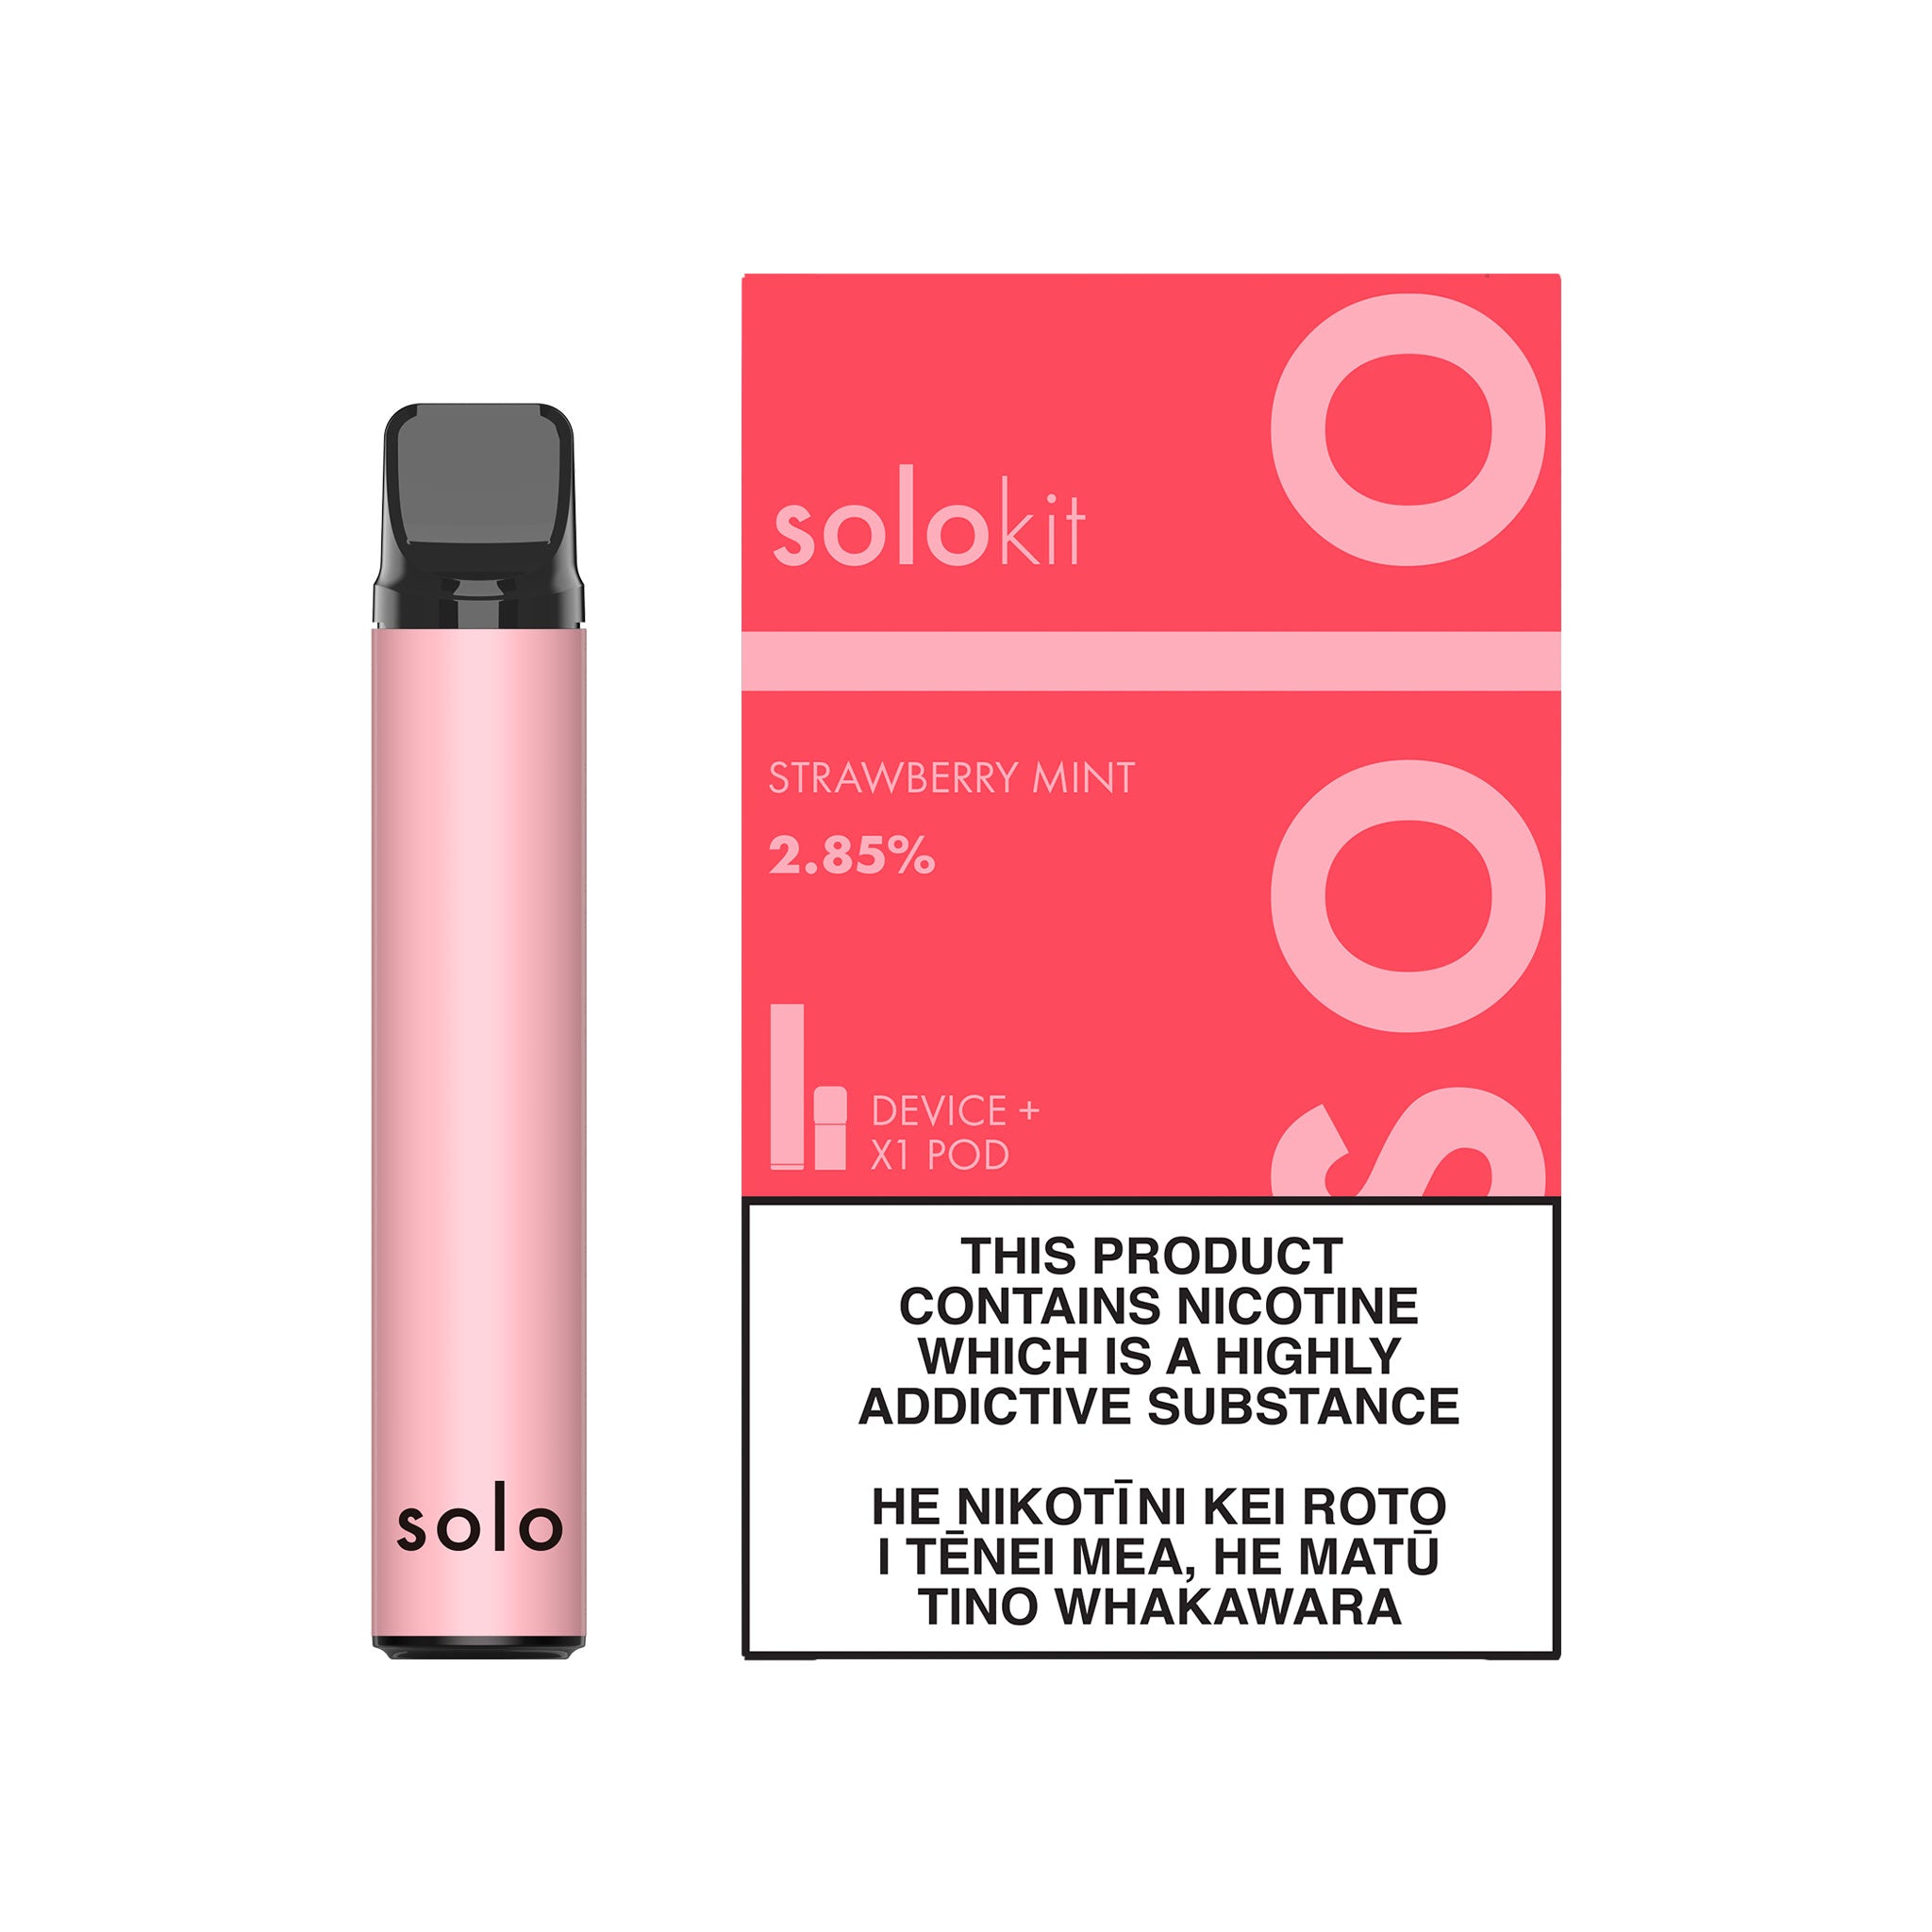 solo
solokit
STRAWBERRY MINT
2.85%
DEVICE +
X1 POD
SOLO
THIS PRODUCT
CONTAINS NICOTINE
WHICH IS A HIGHLY
ADDICTIVE SUBSTANCE
HE NIKOTĪNI KEI ROTO
I TĒNEI MEA, HE MATŪ
TINO WHAKAWARA